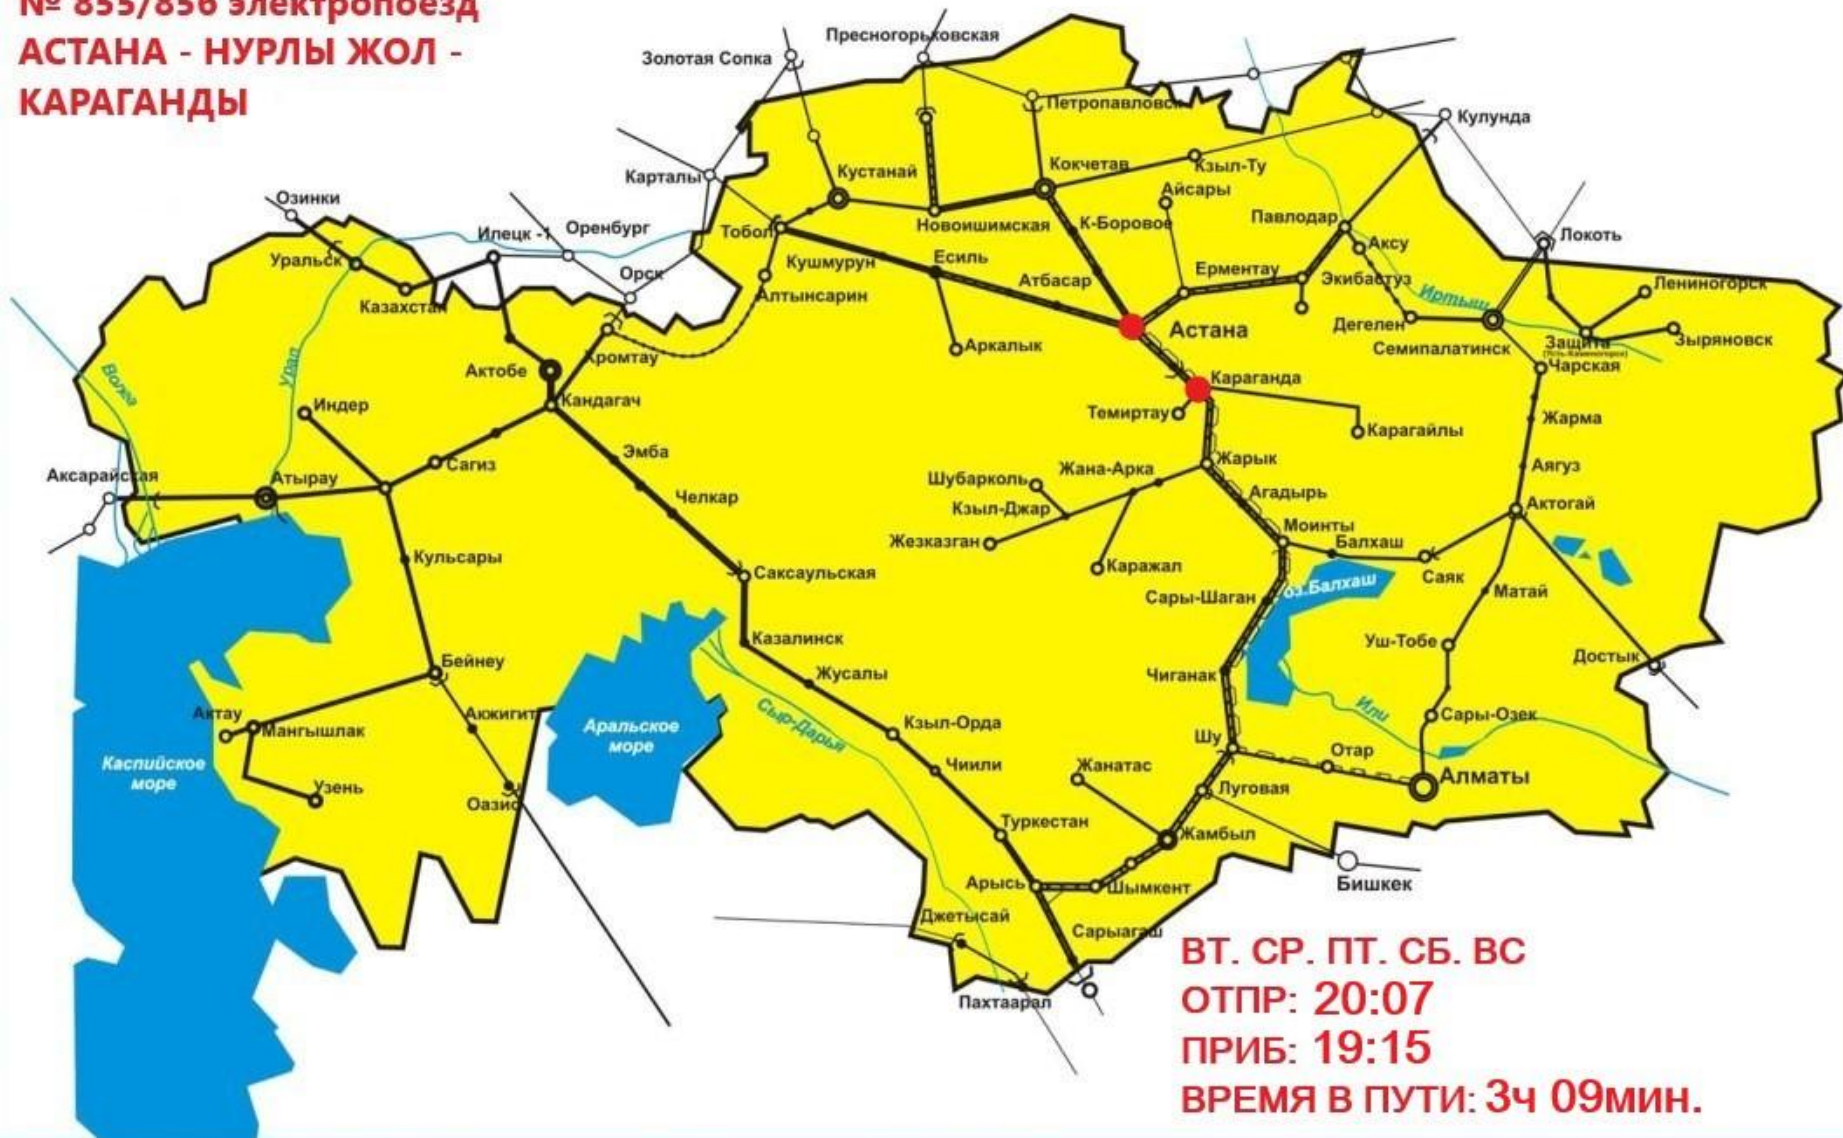 № 855/856 электропоезд
АСТАНА - НУРЛЫ ЖОЛ -
КАРАГАНДЫ
Пресногорьковская
Золотая Сопка
Петропавловск
Кулунда
Карталы
Кустанай
Кокчетав
Кзыл-Ту
Айсары
Озинки
Илецк -1
Оренбург
Тобол
Новоишимская
К-Боровое
Павлодар
Аксу
Локоть
Уральск
Орск
Кушмурун
Есиль
Атбасар
Ерментау
Экибастуз
Иртыш
Лениногорск
Казахстан
Алтынсарин
Астана
Дегелен
Семипалатинск
Защита
(Усть-Каменогорск)
Зыряновск
Волга
Урал
Актобе
Хромтау
Аркалык
Караганда
Чарская
Индер
Кандагач
Темиртау
Карагайлы
Жарма
Аксарайская
Атырау
Сагиз
Эмба
Челкар
Шубарколь
Жана-Арка
Жарык
Аягуз
Кзыл-Джар
Агадырь
Актогай
Жезказган
Моинты
Балхаш
Кульсары
Саксаульская
Каражал
Саяк
Сары-Шаган
оз.Балхаш
Матай
Казалинск
Уш-Тобе
Достык
Бейнеу
Жусалы
Чиганак
Актау
Мангышлак
Акжигит
Аральское
море
Сыр-Дарья
Кзыл-Орда
Или
Сары-Озек
Каспийское
море
Узень
Оазис
Чиили
Жанатас
Шу
Отар
Алматы
Луговая
Туркестан
Жамбыл
Арысь
Шымкент
Бишкек
Джетысай
Сарыагаш
Пахтаарал
ВТ. СР. ПТ. СБ. ВС
ОТПР: 20:07
ПРИБ: 19:15
ВРЕМЯ В ПУТИ: 3ч 09мин.